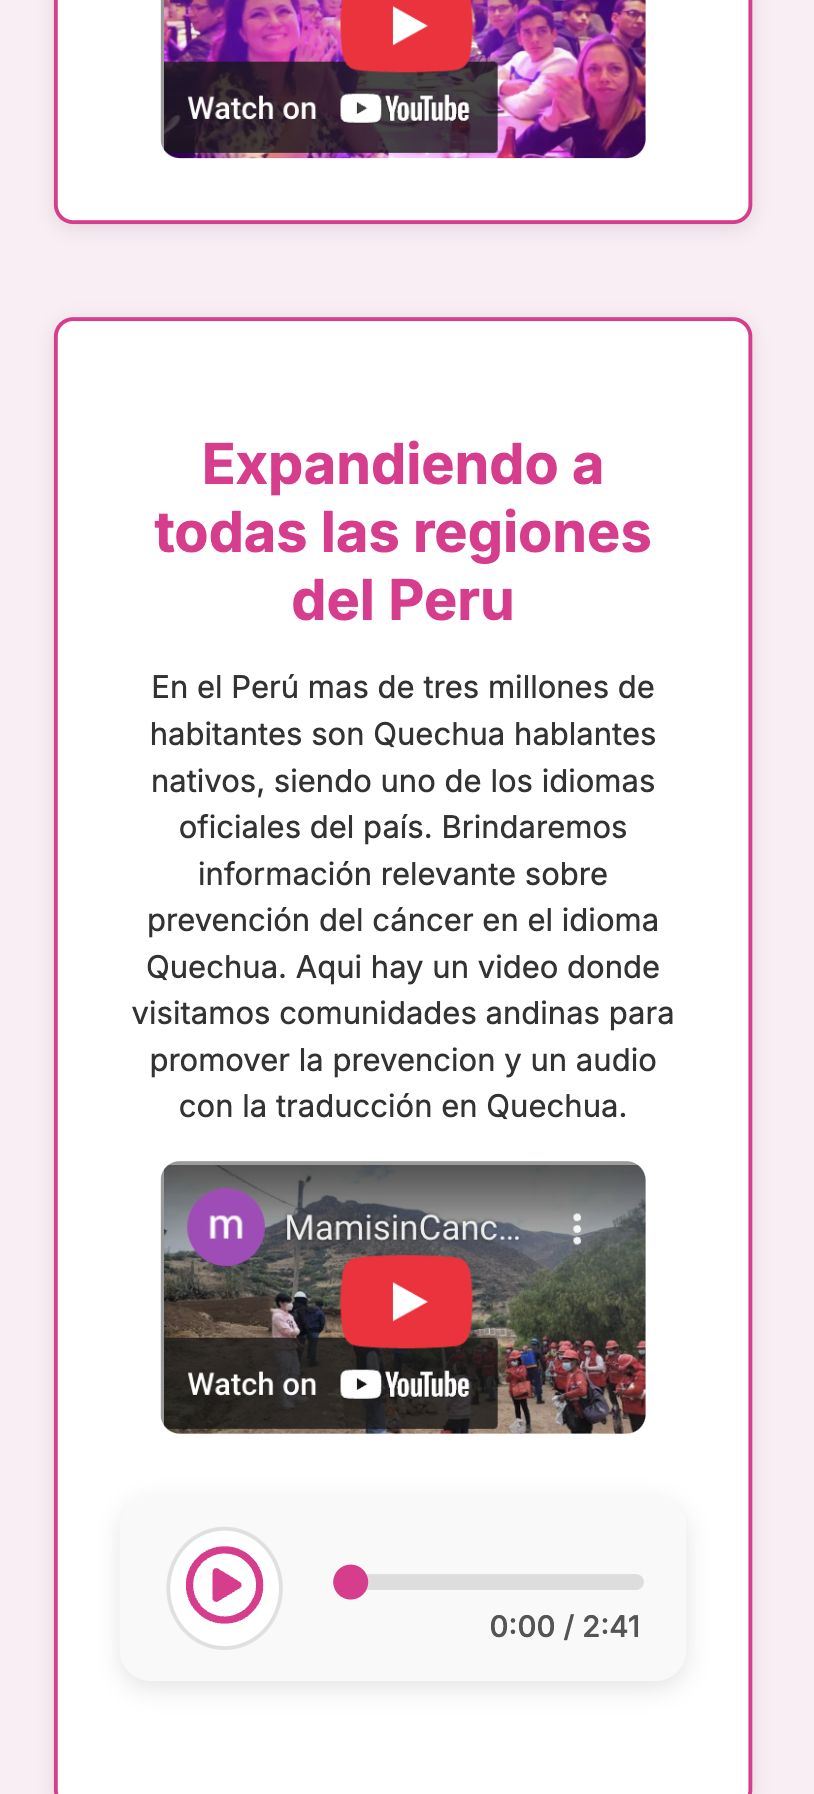 Watch on YouTube
Expandiendo a
todas las regiones
del Peru
En el Perú mas de tres millones de
habitantes son Quechua hablantes
nativos, siendo uno de los idiomas
oficiales del país. Brindaremos
información relevante sobre
prevención del cáncer en el idioma
Quechua. Aqui hay un video donde
visitamos comunidades andinas para
promover la prevencion y un audio
con la traducción en Quechua.
m MamisinCanc...
Watch on YouTube
0:00 / 2:41